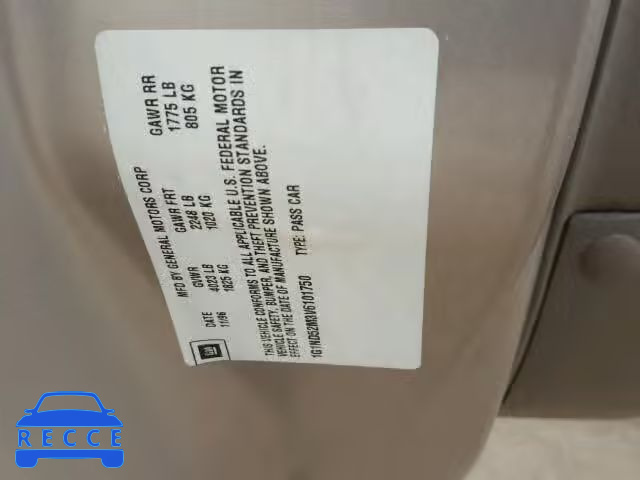 MFD BY GENERAL MOTORS CORP
DATE GVWR GAWR FRT GAWR RR
11/96 4023 LB 2248 LB 1775 LB
1825 KG 1020 KG 805 KG
THIS VEHICLE CONFORMS TO ALL APPLICABLE U.S. FEDERAL MOTOR
VEHICLE SAFETY, BUMPER, AND THEFT PREVENTION STANDARDS IN
EFFECT ON THE DATE OF MANUFACTURE SHOWN ABOVE.
1G1ND52M3V6101750 TYPE: PASS CAR
GM
RECCE